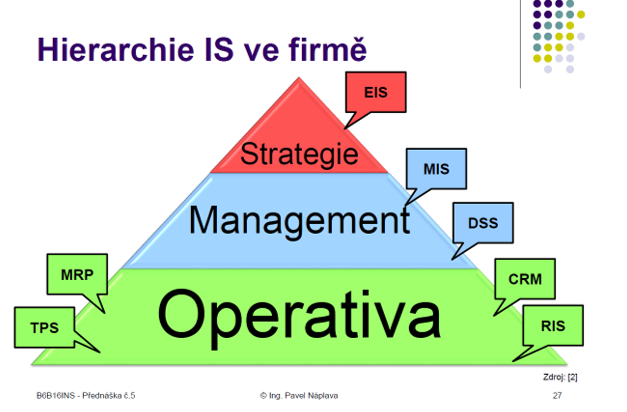 Hierarchie IS ve firmě
EIS
Strategie
MIS
Management
DSS
MRP
CRM
Operativa
TPS
RIS
Zdroj: [2]
B6B16INS - Přednáška č.5
© Ing. Pavel Náplava
27